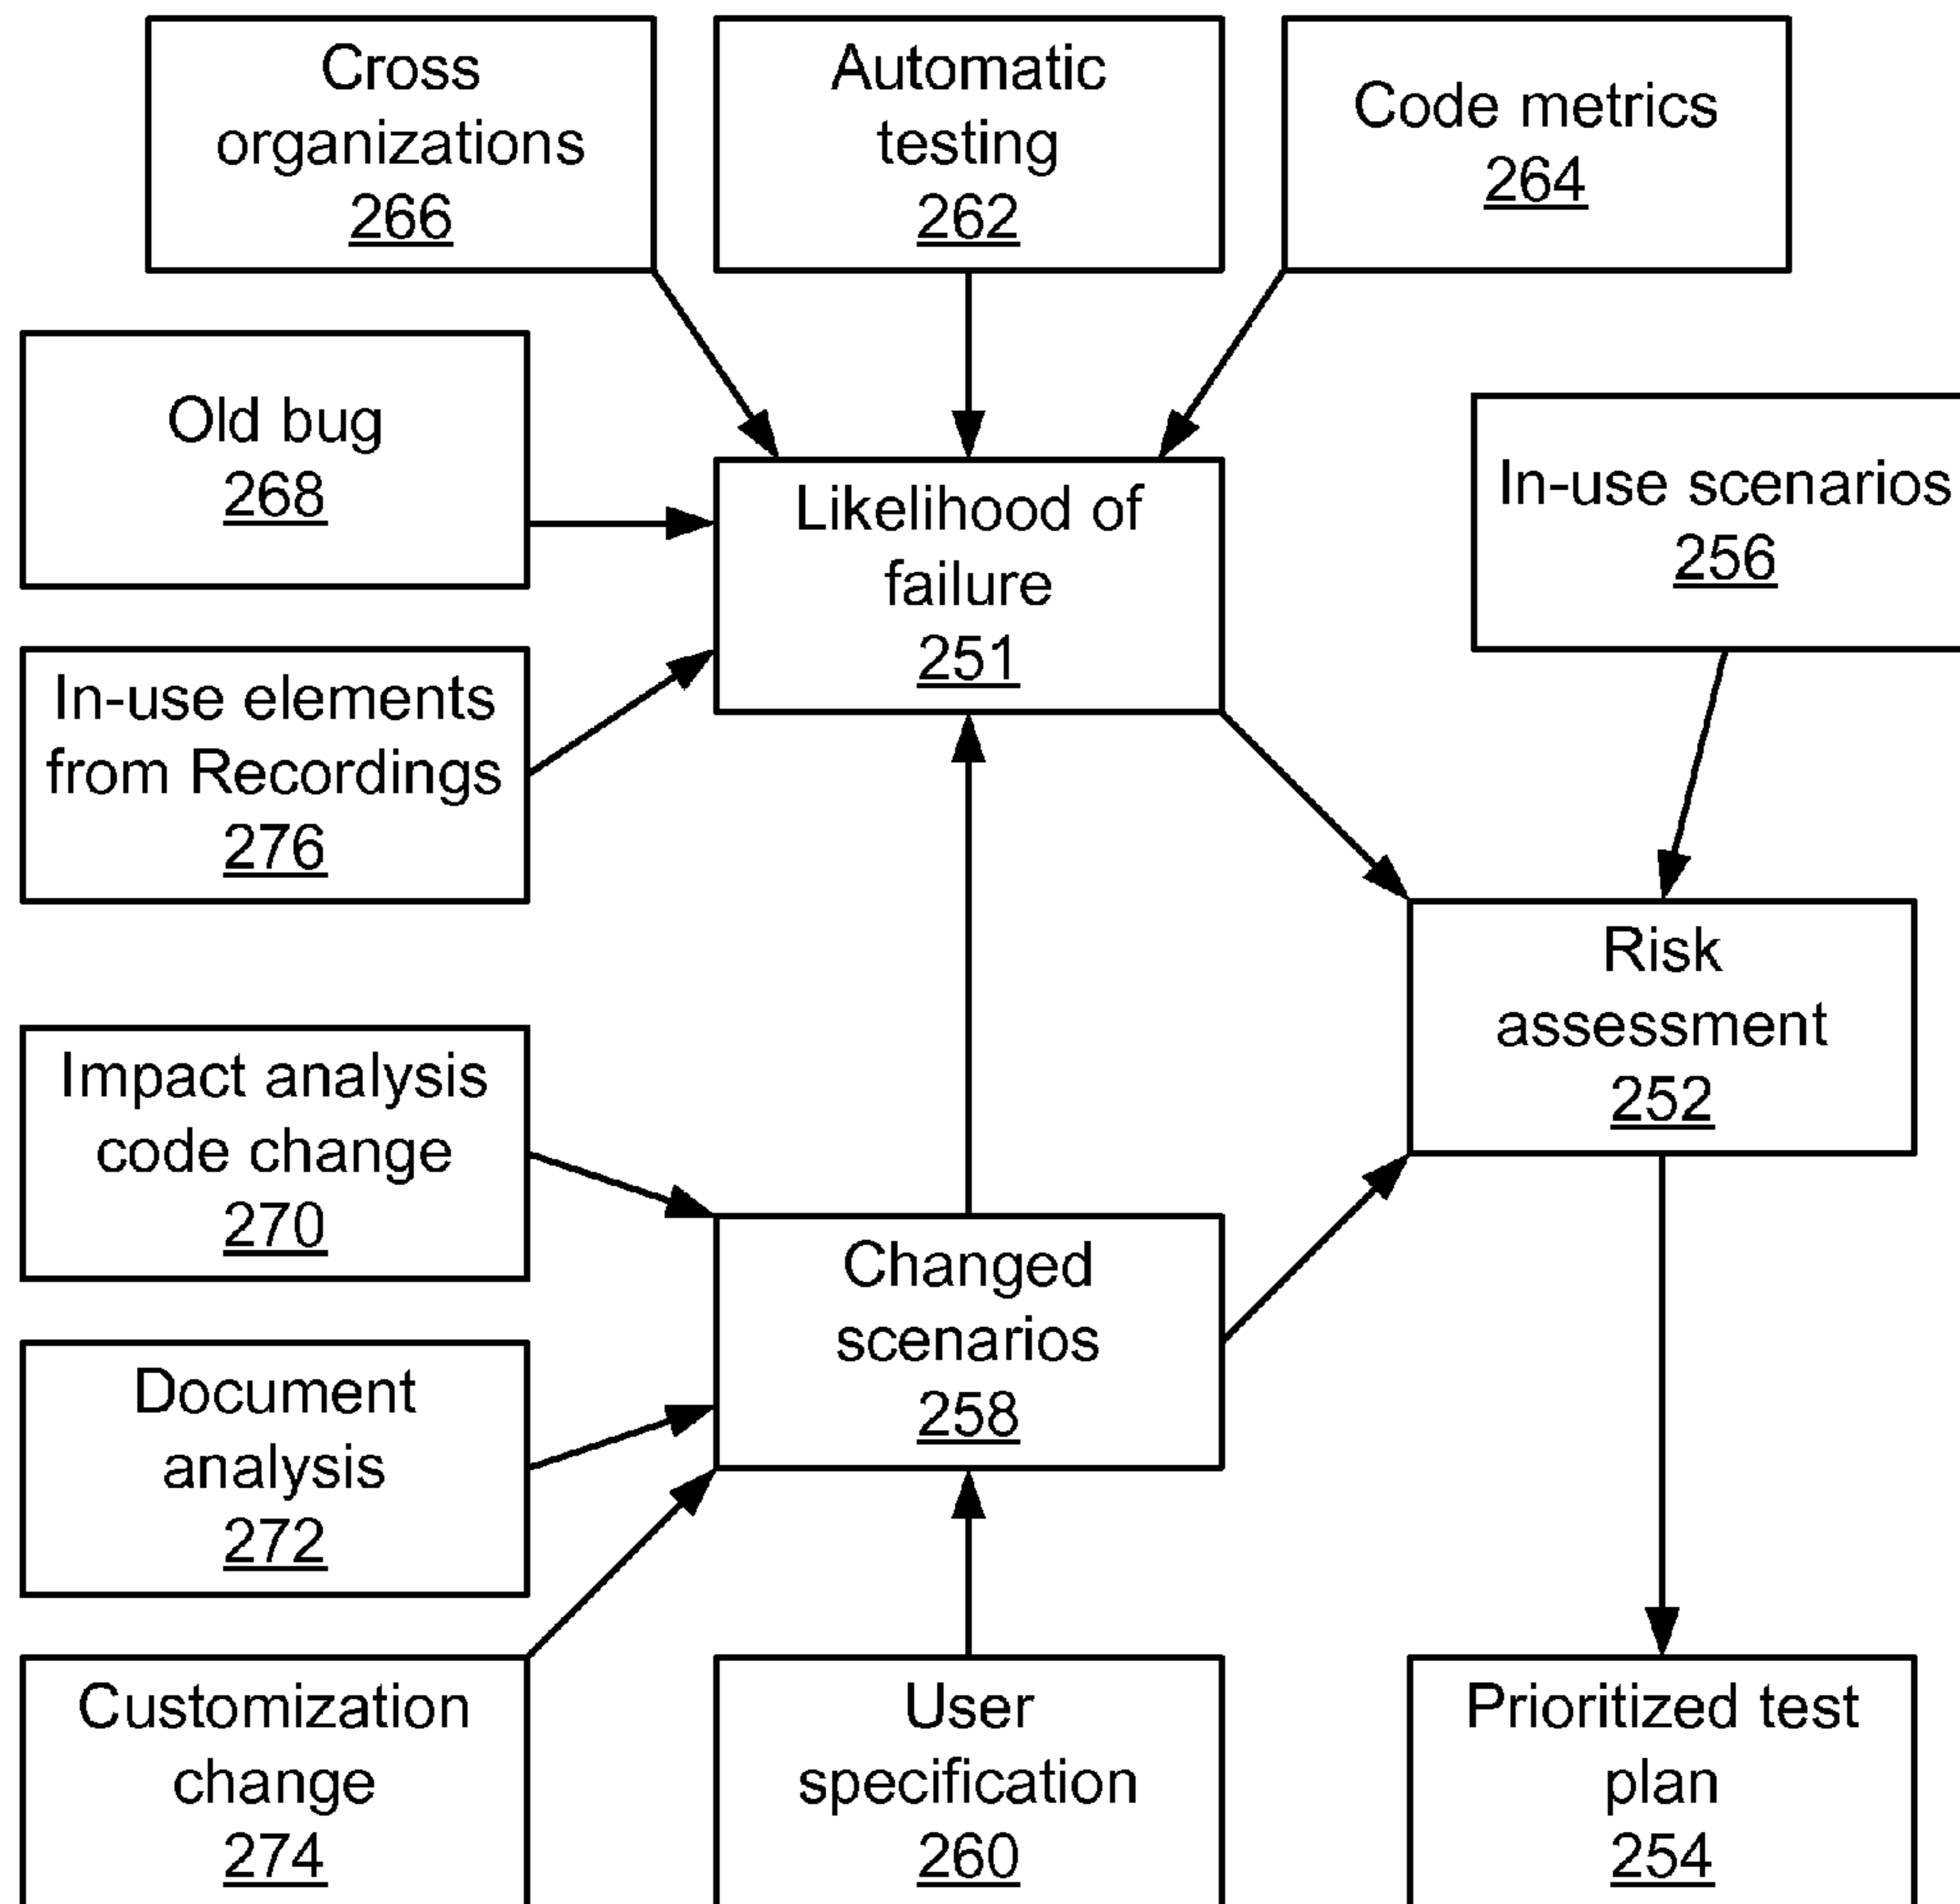 Cross
organizations
266
Automatic
testing
262
Code metrics
264
Old bug
268
Likelihood of
failure
251
In-use scenarios
256
In-use elements
from Recordings
276
Risk
assessment
252
Impact analysis
code change
270
Changed
scenarios
258
Document
analysis
272
Customization
change
274
User
specification
260
Prioritized test
plan
254